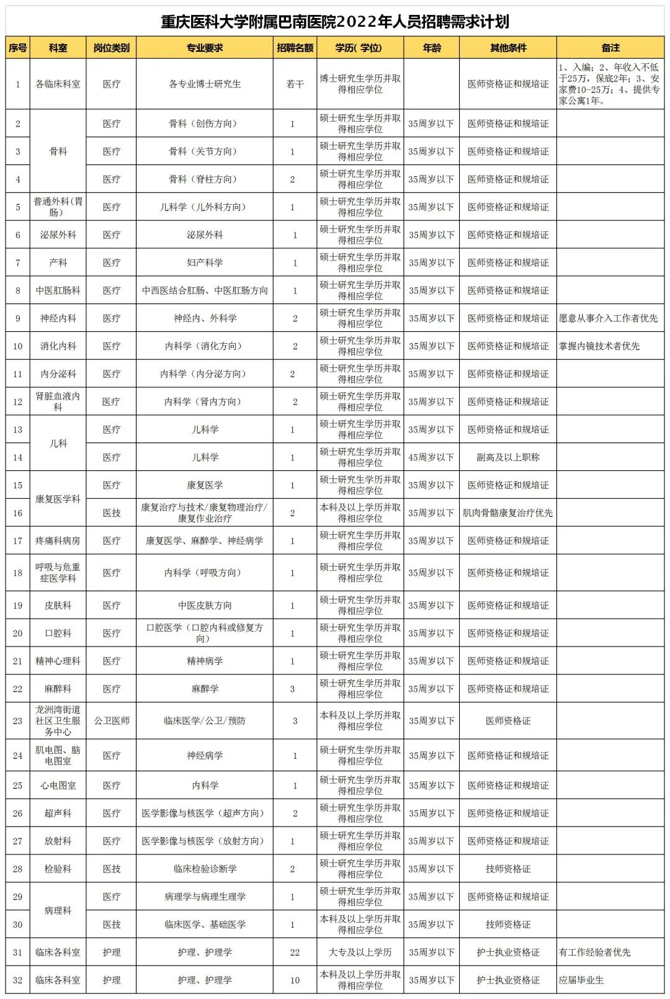 重庆医科大学附属巴南医院2022年人员招聘需求计划
序号 科室 岗位类别 专业要求 招聘名额 学历( 学位) 年龄 其他条件 备注
1 各临床科室 医疗 各专业博士研究生 若干 博士研究生学历并取得相应学位 医师资格证和规培证 1、入编；2、年收入不低于25万，保底2年；3、安家费10-25万；4、提供专家公寓1年。
2 骨科 医疗 骨科（创伤方向） 1 硕士研究生学历并取得相应学位 35周岁以下 医师资格证和规培证
3 医疗 骨科（关节方向） 1 硕士研究生学历并取得相应学位 35周岁以下 医师资格证和规培证
4 医疗 骨科（脊柱方向） 2 硕士研究生学历并取得相应学位 35周岁以下 医师资格证和规培证
5 普通外科(胃肠） 医疗 儿科学（儿外科方向） 1 硕士研究生学历并取得相应学位 35周岁以下 医师资格证和规培证
6 泌尿外科 医疗 泌尿外科 1 硕士研究生学历并取得相应学位 35周岁以下 医师资格证和规培证
7 产科 医疗 妇产科学 1 硕士研究生学历并取得相应学位 35周岁以下 医师资格证和规培证
8 中医肛肠科 医疗 中西医结合肛肠、中医肛肠方向 1 硕士研究生学历并取得相应学位 35周岁以下 医师资格证和规培证
9 神经内科 医疗 神经内、外科学 2 硕士研究生学历并取得相应学位 35周岁以下 医师资格证和规培证 愿意从事介入工作者优先
10 消化内科 医疗 内科学（消化方向） 2 硕士研究生学历并取得相应学位 35周岁以下 医师资格证和规培证 掌握内镜技术者优先
11 内分泌科 医疗 内科学（内分泌方向） 2 硕士研究生学历并取得相应学位 35周岁以下 医师资格证和规培证
12 肾脏血液内科 医疗 内科学（肾内方向） 2 硕士研究生学历并取得相应学位 35周岁以下 医师资格证和规培证
13 儿科 医疗 儿科学 1 硕士研究生学历并取得相应学位 35周岁以下 医师资格证和规培证
14 医疗 儿科学 1 硕士研究生学历并取得相应学位 45周岁以下 副高及以上职称
15 康复医学科 医疗 康复医学 1 硕士研究生学历并取得相应学位 35周岁以下 医师资格证和规培证
16 医技 康复治疗与技术/康复物理治疗/康复作业治疗 2 本科及以上学历并取得相应学位 35周岁以下 肌肉骨骼康复治疗优先
17 疼痛科病房 医疗 康复医学、麻醉学、神经病学 1 硕士研究生学历并取得相应学位 35周岁以下 医师资格证和规培证
18 呼吸与危重症医学科 医疗 内科学（呼吸方向） 1 硕士研究生学历并取得相应学位 35周岁以下 医师资格证和规培证
19 皮肤科 医疗 中医皮肤方向 1 硕士研究生学历并取得相应学位 35周岁以下 医师资格证和规培证
20 口腔科 医疗 口腔医学（口腔内科或修复方向） 1 硕士研究生学历并取得相应学位 35周岁以下 医师资格证和规培证
21 精神心理科 医疗 精神病学 1 硕士研究生学历并取得相应学位 35周岁以下 医师资格证和规培证
22 麻醉科 医疗 麻醉学 3 硕士研究生学历并取得相应学位 35周岁以下 医师资格证和规培证
23 龙洲湾街道社区卫生服务中心 公卫医师 临床医学/公卫/预防 3 本科及以上学历并取得相应学位 35周岁以下 医师资格证
24 肌电图、脑电图室 医疗 神经病学 1 硕士研究生学历并取得相应学位 35周岁以下 医师资格证和规培证
25 心电图室 医疗 内科学 1 硕士研究生学历并取得相应学位 35周岁以下 医师资格证和规培证
26 超声科 医疗 医学影像与核医学（超声方向） 2 硕士研究生学历并取得相应学位 35周岁以下 医师资格证和规培证
27 放射科 医疗 医学影像与核医学（放射方向） 1 硕士研究生学历并取得相应学位 35周岁以下 医师资格证和规培证
28 检验科 医技 临床检验诊断学 2 硕士研究生学历并取得相应学位 35周岁以下 技师资格证
29 病理科 医疗 病理学与病理生理学 1 硕士研究生学历并取得相应学位 35周岁以下 医师资格证和规培证
30 医技 临床医学、基础医学 1 本科及以上学历并取得相应学位 35周岁以下 技师资格证
31 临床各科室 护理 护理、护理学 22 大专及以上学历 35周岁以下 护士执业资格证 有工作经验者优先
32 临床各科室 护理 护理、护理学 10 本科及以上学历并取得相应学位 35周岁以下 护士执业资格证 应届毕业生